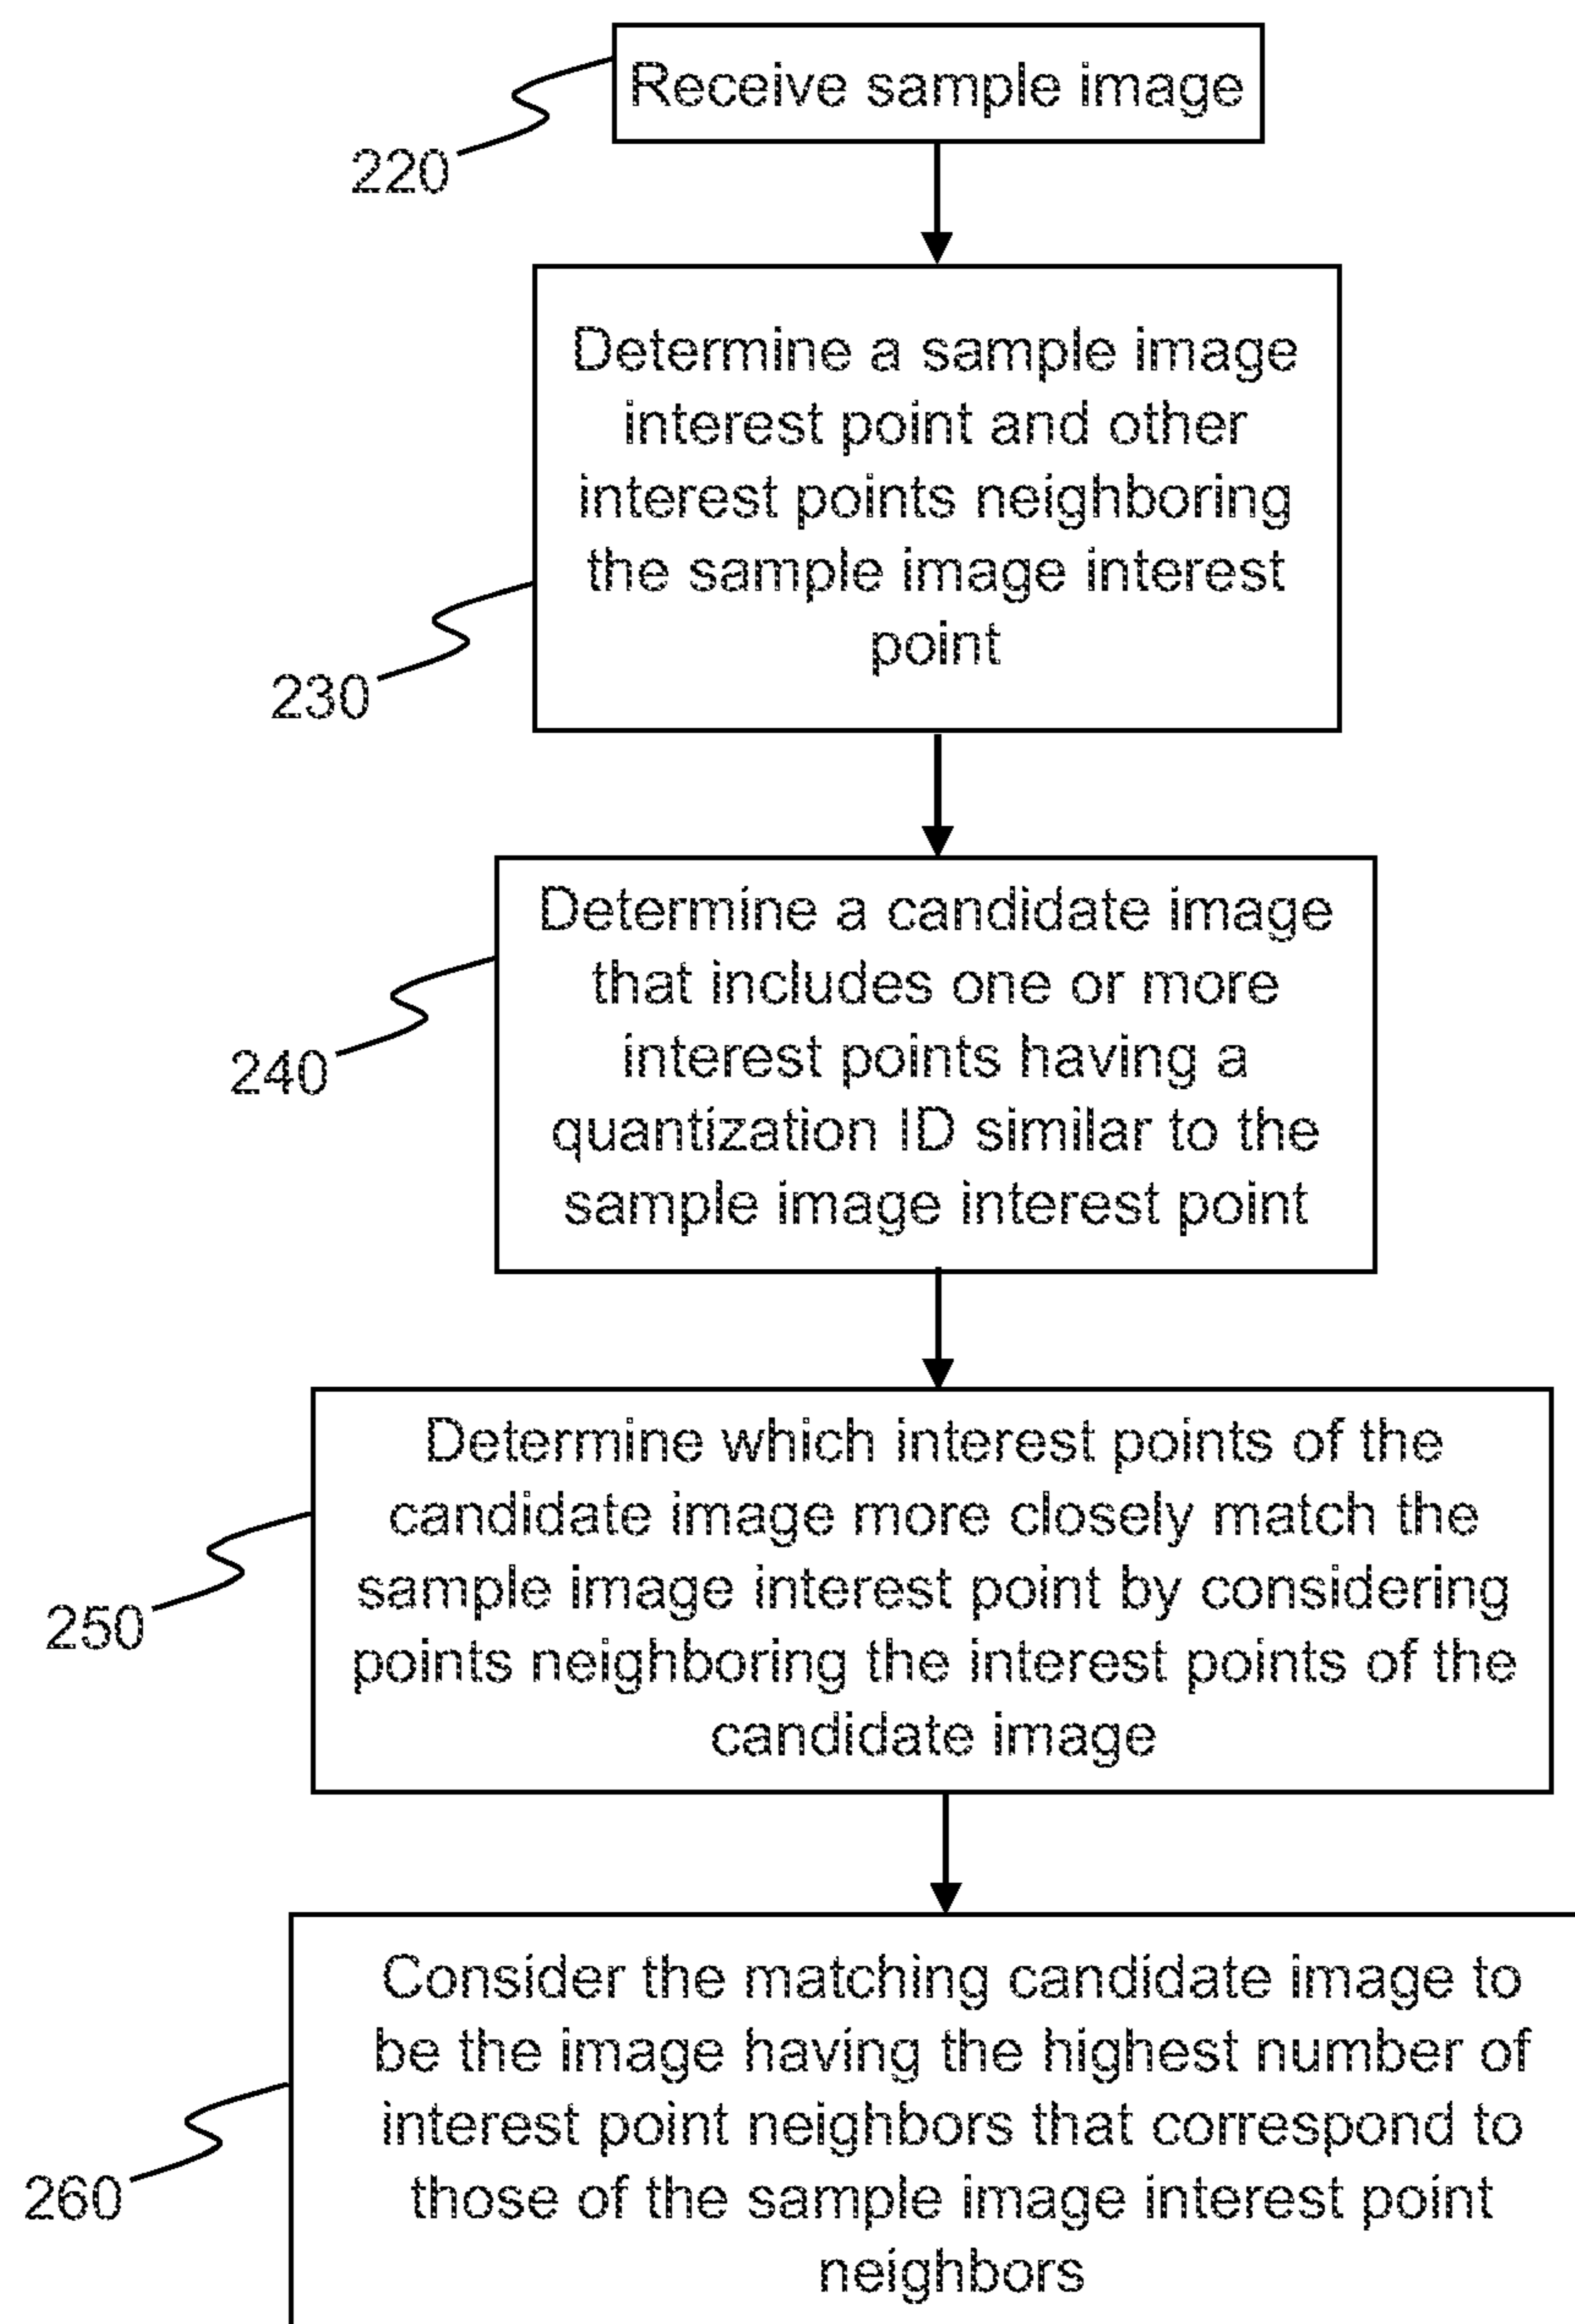 Receive sample image
220
Determine a sample image
interest point and other
interest points neighboring
the sample image interest
point
230
Determine a candidate image
that includes one or more
interest points having a
quantization ID similar to the
sample image interest point
240
Determine which interest points of the
candidate image more closely match the
sample image interest point by considering
points neighboring the interest points of the
candidate image
250
Consider the matching candidate image to
be the image having the highest number of
interest point neighbors that correspond to
those of the sample image interest point
neighbors
260